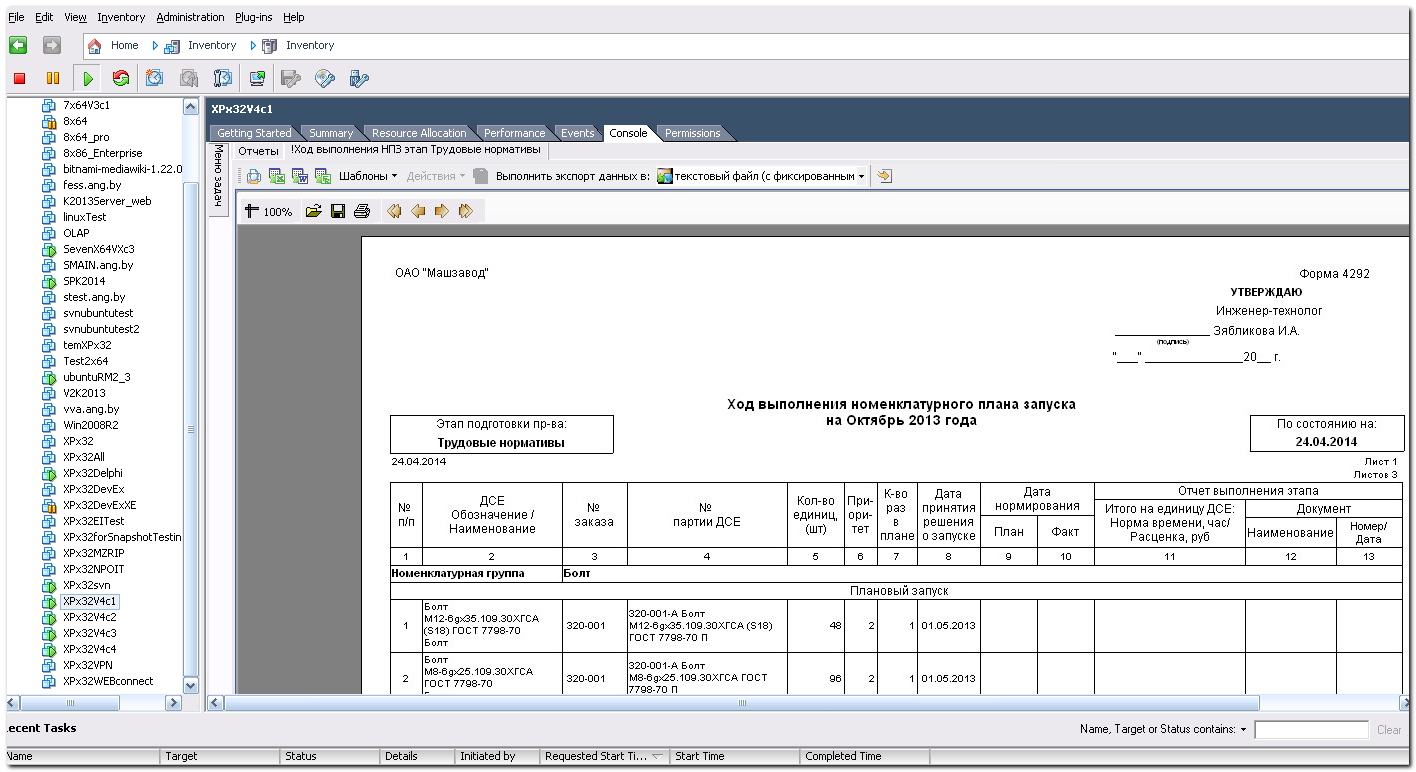 File Edit View Inventory Administration Plug-ins Help
Home Inventory Inventory
XPx32V4c1
Getting Started Summary Resource Allocation Performance Events Console Permissions
7x64V3c1
8x64
8x64_pro
8x86_Enterprise
bitnami-mediawiki-1.22.0
fess.ang.by
K2013Server_web
linuxTest
OLAP
SevenX64VXc3
SMAIN.ang.by
SPK2014
stest.ang.by
svnubuntutest
svnubuntutest2
temXPx32
Test2x64
ubuntuRM2_3
V2K2013
vva.ang.by
Win2008R2
XPx32
XPx32All
XPx32Delphi
XPx32DevEx
XPx32DevExXE
XPx32EITest
XPx32forSnapshotTestin
XPx32MZRIP
XPx32NPOIT
XPx32svn
XPx32V4c1
XPx32V4c2
XPx32V4c3
XPx32V4c4
XPx32VPN
XPx32WEBconnect
Меню задач
Отчеты !Ход выполнения НПЗ этап Трудовые нормативы
Шаблоны Действия Выполнить экспорт данных в: текстовый файл (с фиксированным
100%
ОАО "Машзавод" Форма 4292
УТВЕРЖДАЮ
Инженер-технолог
_______________ Зябликова И.А.
(подпись)
"___" _______________20__ г.
Ход выполнения номенклатурного плана запуска
на Октябрь 2013 года
Этап подготовки пр-ва:
Трудовые нормативы
По состоянию на:
24.04.2014
24.04.2014 Лист 1
Листов 3
№ п/п
ДСЕ
Обозначение /
Наименование
№
заказа
№
партии ДСЕ
Кол-во
единиц,
(шт)
При-
ори-
тет
К-во
раз
в
плане
Дата
принятия
решения
о запуске
Дата
нормирования
План Факт
Отчет выполнения этапа
Итого на единицу ДСЕ:
Норма времени, час/
Расценка, руб
Документ
Наименование
Номер/
Дата
1 2 3 4 5 6 7 8 9 10 11 12 13
Номенклатурная группа Болт
Плановый запуск
1
Болт
М12-6gх35.109.30ХГСА
(S18) ГОСТ 7798-70
Болт
320-001
320-001-А Болт
М12-6gх35.109.30ХГСА (S18)
ГОСТ 7798-70 П
48 2 1 01.05.2013
2
Болт
М8-6gх25.109.30ХГСА
ГОСТ 7798-70
320-001
320-001-А Болт
М8-6gх25.109.30ХГСА ГОСТ
7798-70 П
96 2 1 01.05.2013
ecent Tasks
Name, Target or Status contains: Clear
Name Target Status Details Initiated by Requested Start Ti... Start Time Completed Time